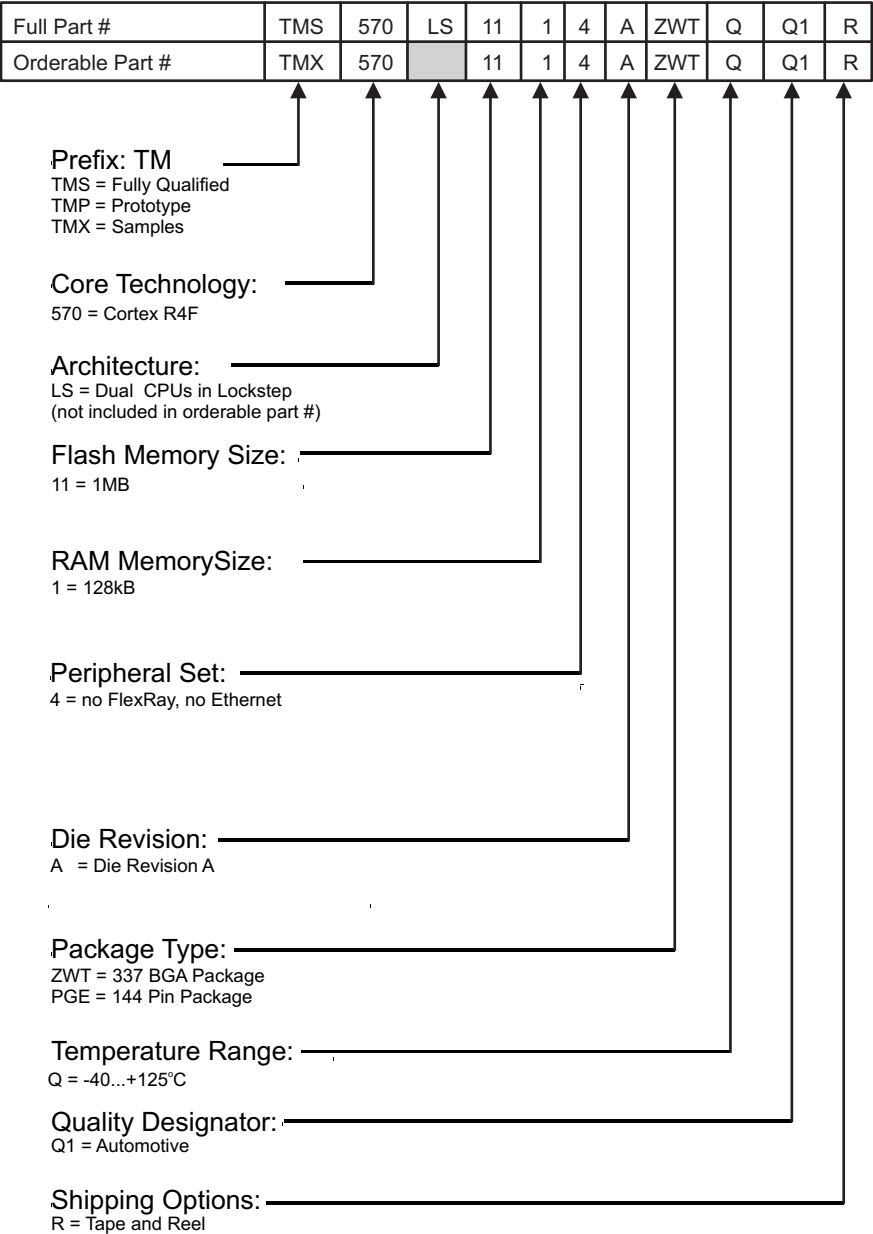 Full Part # TMS 570 LS 11 1 4 A ZWT Q Q1 R
Orderable Part # TMX 570 11 1 4 A ZWT Q Q1 R
Prefix: TM
TMS = Fully Qualified
TMP = Prototype
TMX = Samples
Core Technology:
570 = Cortex R4F
Architecture:
LS = Dual CPUs in Lockstep
(not included in orderable part #)
Flash Memory Size:
11 = 1MB
RAM MemorySize:
1 = 128kB
Peripheral Set:
4 = no FlexRay, no Ethernet
Die Revision:
A = Die Revision A
Package Type:
ZWT = 337 BGA Package
PGE = 144 Pin Package
Temperature Range:
Q = -40...+125°C
Quality Designator:
Q1 = Automotive
Shipping Options:
R = Tape and Reel